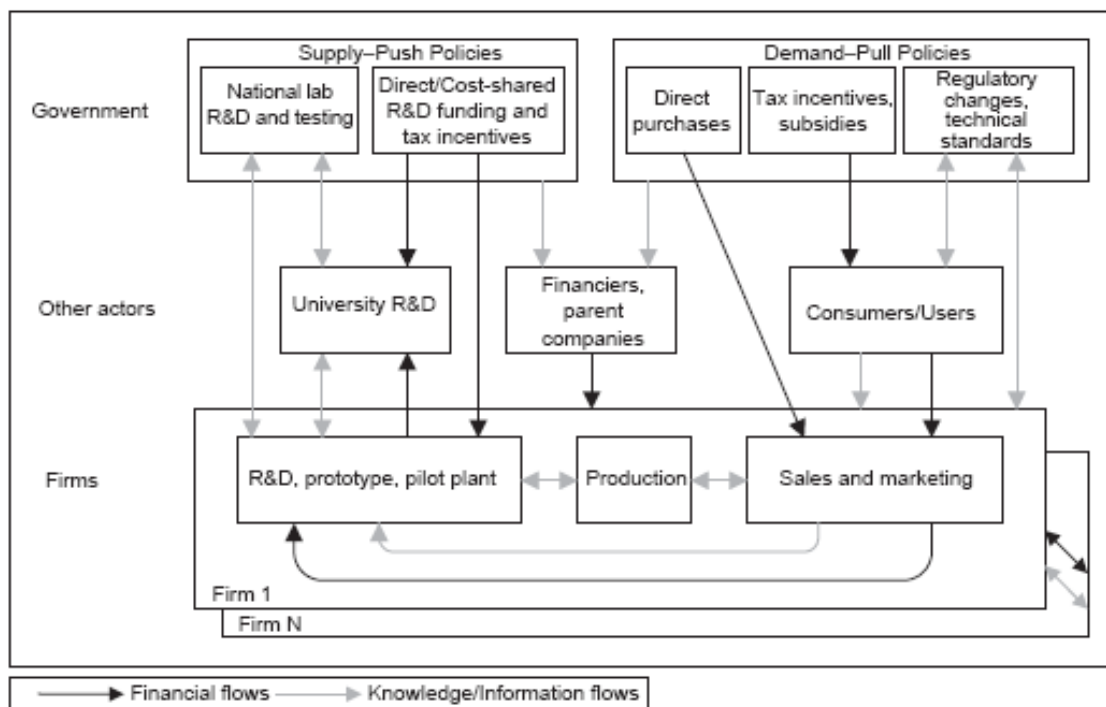 Supply–Push Policies
Demand–Pull Policies
Government
National lab
R&D and testing
Direct/Cost-shared
R&D funding and
tax incentives
Direct
purchases
Tax incentives,
subsidies
Regulatory
changes,
technical
standards
Other actors
University R&D
Financiers,
parent
companies
Consumers/Users
Firms
R&D, prototype, pilot plant
Production
Sales and marketing
Firm 1
Firm N
Financial flows
Knowledge/Information flows